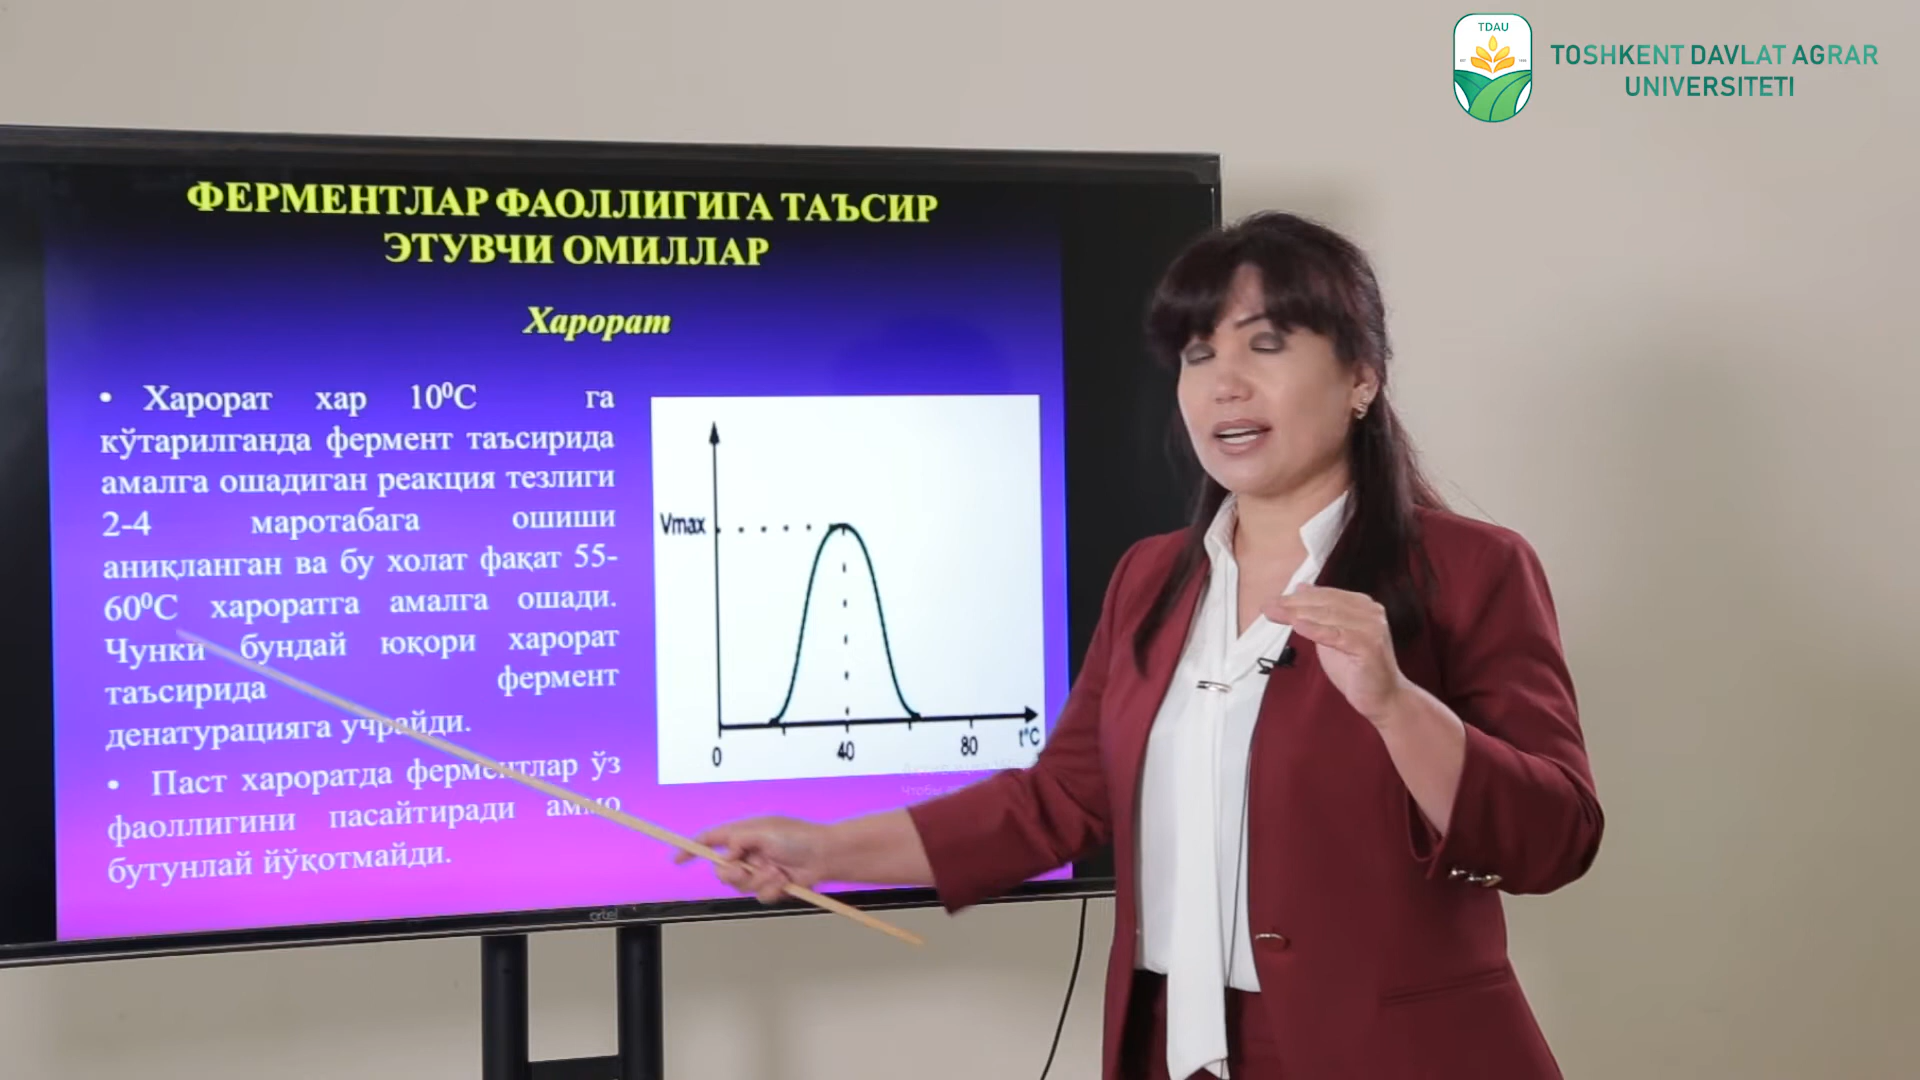 TDAU
TOSHKENT DAVLAT AGRAR
UNIVERSITETI
ФЕРМЕНТЛАР ФАОЛЛИГИГА ТАЪСИР
ЭТУВЧИ ОМИЛЛАР
Харорат
• Харорат хар 10⁰С га
кўтарилганда фермент таъсирида
амалга ошадиган реакция тезлиги
2-4 маротабага ошиши
аниқланган ва бу холат фақат 55-
60⁰С хароратга амалга ошади.
Чунки бундай юқори харорат
таъсирида фермент
денатурацияга учрайди.
• Паст хароратда ферментлар ўз
фаоллигини пасайтиради аммо
бутунлай йўқотмайди.
Vmax
0 40 80 t°C
artel